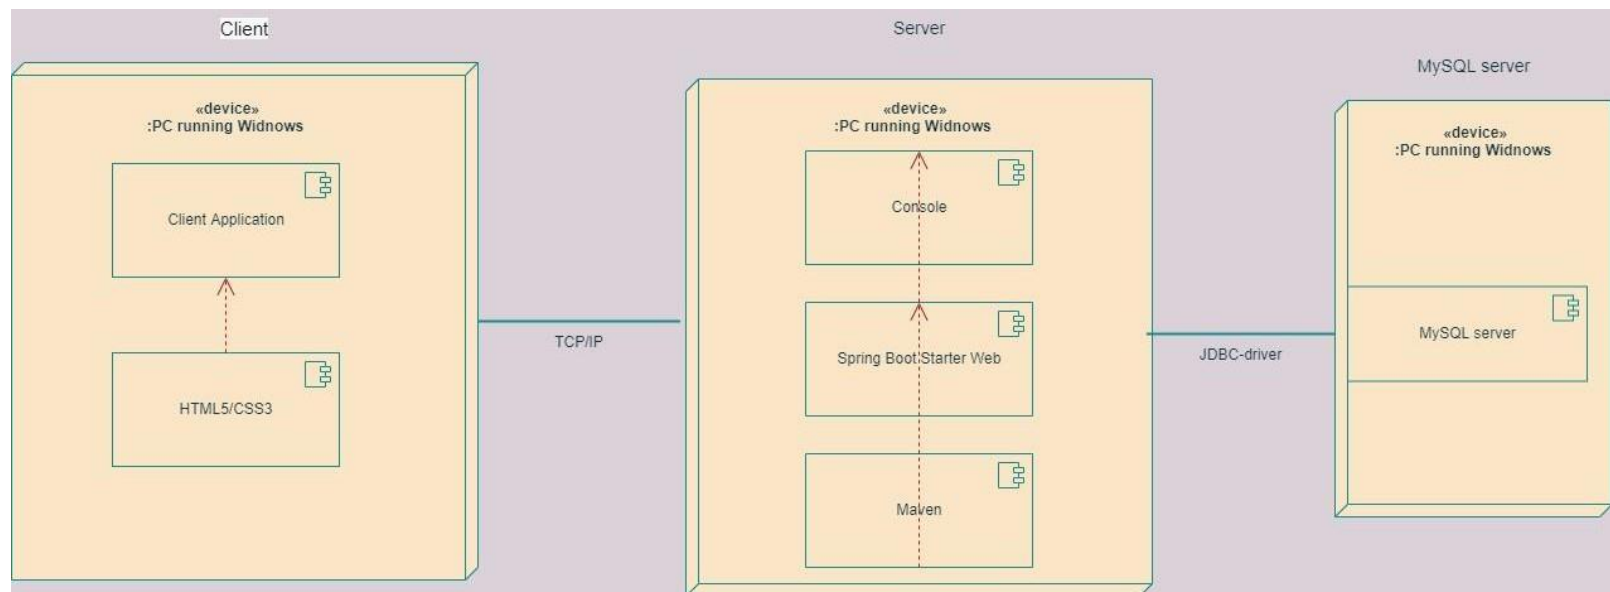 Client
Server
MySQL server
«device»
:PC running Widnows
Client Application
HTML5/CSS3
TCP/IP
«device»
:PC running Widnows
Console
Spring Boot Starter Web
Maven
JDBC-driver
«device»
:PC running Widnows
MySQL server